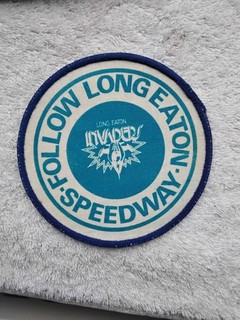 FOLLOW LONG EATON
·SPEEDWAY·
LONG EATON
INVADERS